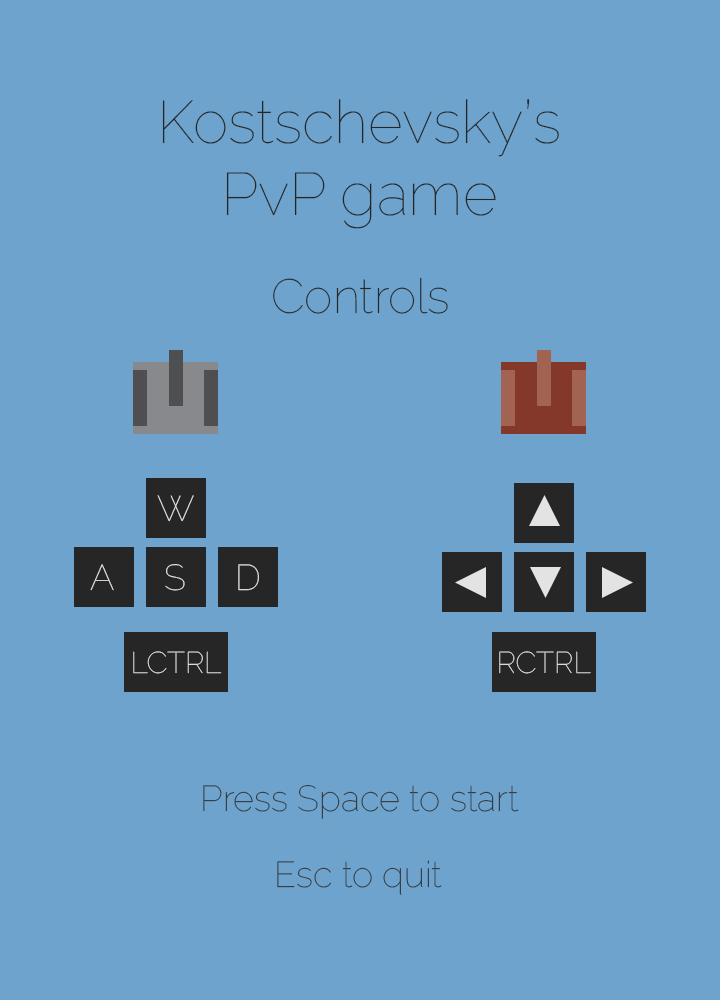 Kostschevsky's
PvP game
Controls
W
A S D
LCTRL RCTRL
Press Space to start
Esc to quit